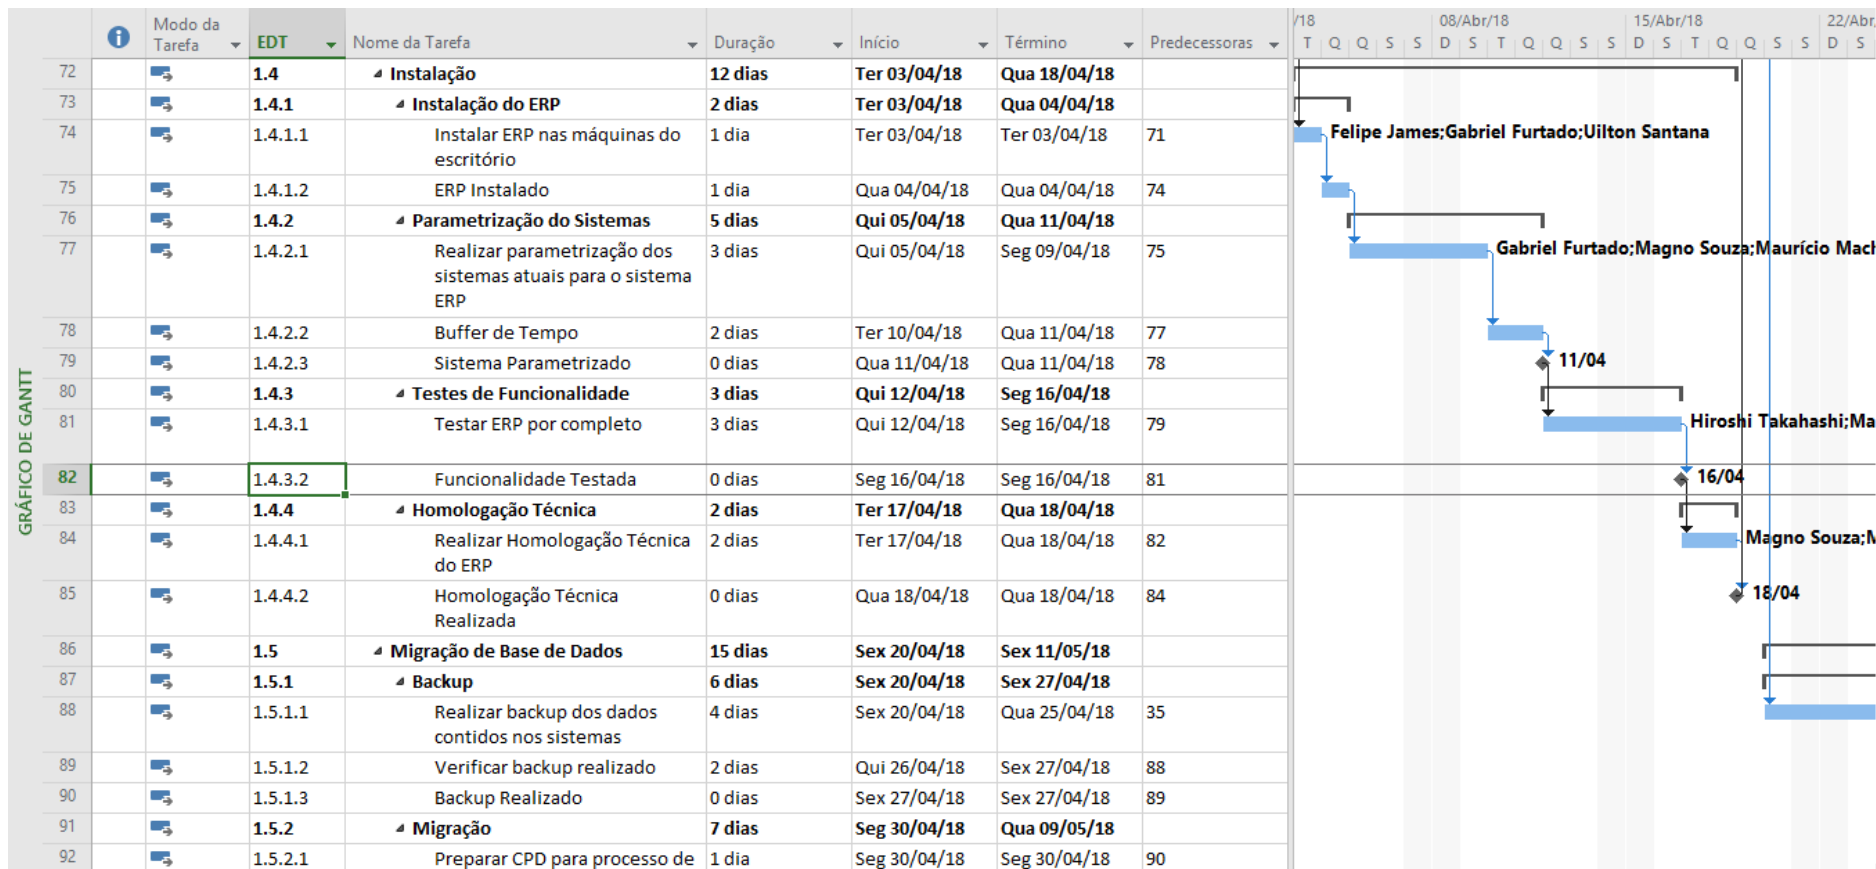 GRÁFICO DE GANTT
Modo da Tarefa EDT Nome da Tarefa Duração Início Término Predecessoras
/18 08/Abr/18 15/Abr/18 22/Abr
T Q Q S S D S T Q Q S S D S T Q Q S S D S
72 1.4 Instalação 12 dias Ter 03/04/18 Qua 18/04/18
73 1.4.1 Instalação do ERP 2 dias Ter 03/04/18 Qua 04/04/18
74 1.4.1.1 Instalar ERP nas máquinas do 1 dia Ter 03/04/18 Ter 03/04/18 71 Felipe James;Gabriel Furtado;Uilton Santana
escritório
75 1.4.1.2 ERP Instalado 1 dia Qua 04/04/18 Qua 04/04/18 74
76 1.4.2 Parametrização do Sistemas 5 dias Qui 05/04/18 Qua 11/04/18
77 1.4.2.1 Realizar parametrização dos 3 dias Qui 05/04/18 Seg 09/04/18 75 Gabriel Furtado;Magno Souza;Maurício Mach
sistemas atuais para o sistema
ERP
78 1.4.2.2 Buffer de Tempo 2 dias Ter 10/04/18 Qua 11/04/18 77
79 1.4.2.3 Sistema Parametrizado 0 dias Qua 11/04/18 Qua 11/04/18 78 11/04
80 1.4.3 Testes de Funcionalidade 3 dias Qui 12/04/18 Seg 16/04/18
81 1.4.3.1 Testar ERP por completo 3 dias Qui 12/04/18 Seg 16/04/18 79 Hiroshi Takahashi;Ma
82 1.4.3.2 Funcionalidade Testada 0 dias Seg 16/04/18 Seg 16/04/18 81 16/04
83 1.4.4 Homologação Técnica 2 dias Ter 17/04/18 Qua 18/04/18
84 1.4.4.1 Realizar Homologação Técnica 2 dias Ter 17/04/18 Qua 18/04/18 82 Magno Souza;M
do ERP
85 1.4.4.2 Homologação Técnica 0 dias Qua 18/04/18 Qua 18/04/18 84 18/04
Realizada
86 1.5 Migração de Base de Dados 15 dias Sex 20/04/18 Sex 11/05/18
87 1.5.1 Backup 6 dias Sex 20/04/18 Sex 27/04/18
88 1.5.1.1 Realizar backup dos dados 4 dias Sex 20/04/18 Qua 25/04/18 35
contidos nos sistemas
89 1.5.1.2 Verificar backup realizado 2 dias Qui 26/04/18 Sex 27/04/18 88
90 1.5.1.3 Backup Realizado 0 dias Sex 27/04/18 Sex 27/04/18 89
91 1.5.2 Migração 7 dias Seg 30/04/18 Qua 09/05/18
92 1.5.2.1 Preparar CPD para processo de 1 dia Seg 30/04/18 Seg 30/04/18 90